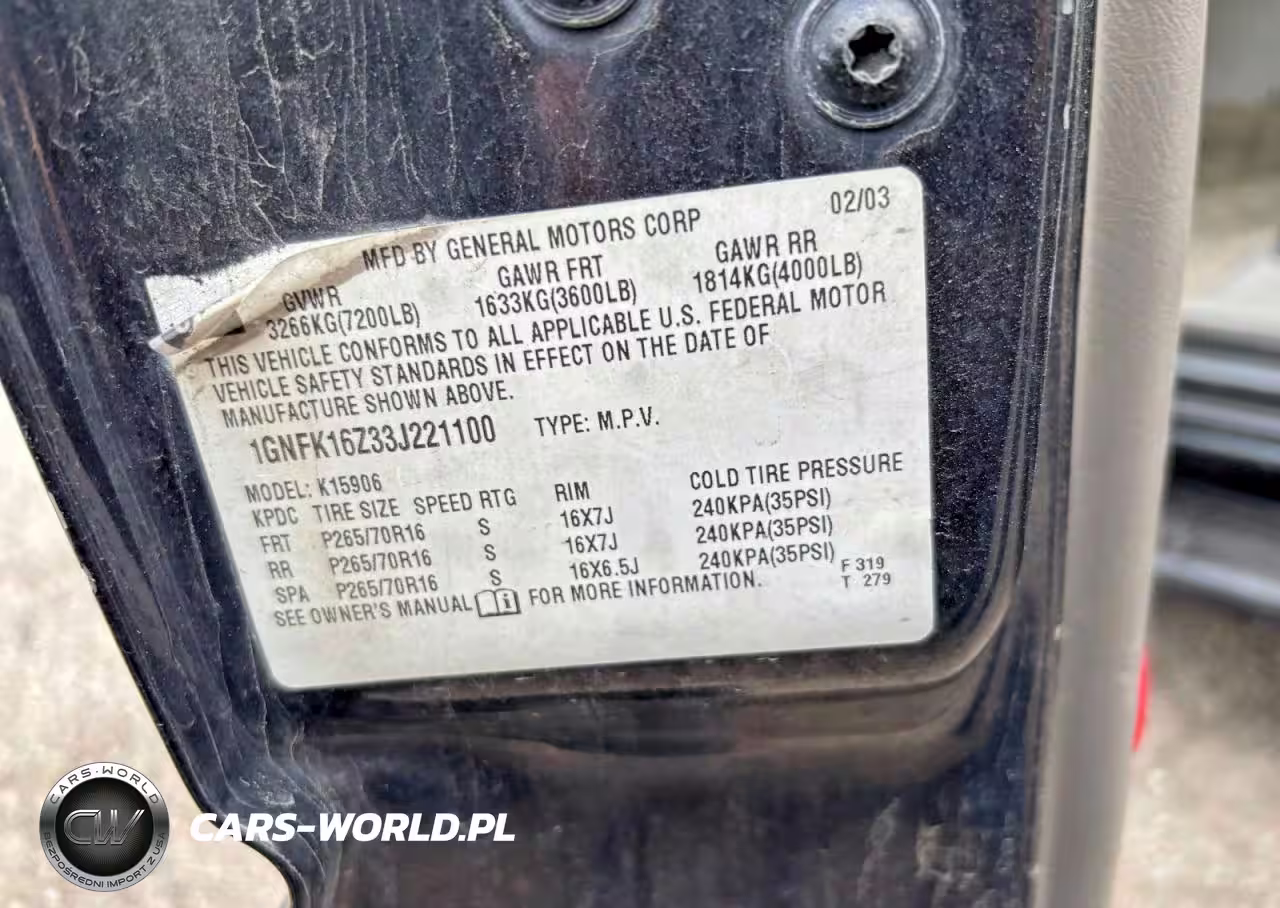 02/03
MFD BY GENERAL MOTORS CORP
GVWR GAWR FRT GAWR RR
3266KG(7200LB) 1633KG(3600LB) 1814KG(4000LB)
THIS VEHICLE CONFORMS TO ALL APPLICABLE U.S. FEDERAL MOTOR
VEHICLE SAFETY STANDARDS IN EFFECT ON THE DATE OF
MANUFACTURE SHOWN ABOVE.
1GNFK16Z33J221100 TYPE: M.P.V.
MODEL: K15906
KPDC TIRE SIZE SPEED RTG RIM COLD TIRE PRESSURE
FRT P265/70R16 S 16X7J 240KPA(35PSI)
RR P265/70R16 S 16X7J 240KPA(35PSI)
SPA P265/70R16 S 16X6.5J 240KPA(35PSI)
SEE OWNER'S MANUAL FOR MORE INFORMATION.
F 319
T 279
CARS-WORLD
CW
BEZPOŚREDNI IMPORT Z USA
CARS-WORLD.PL